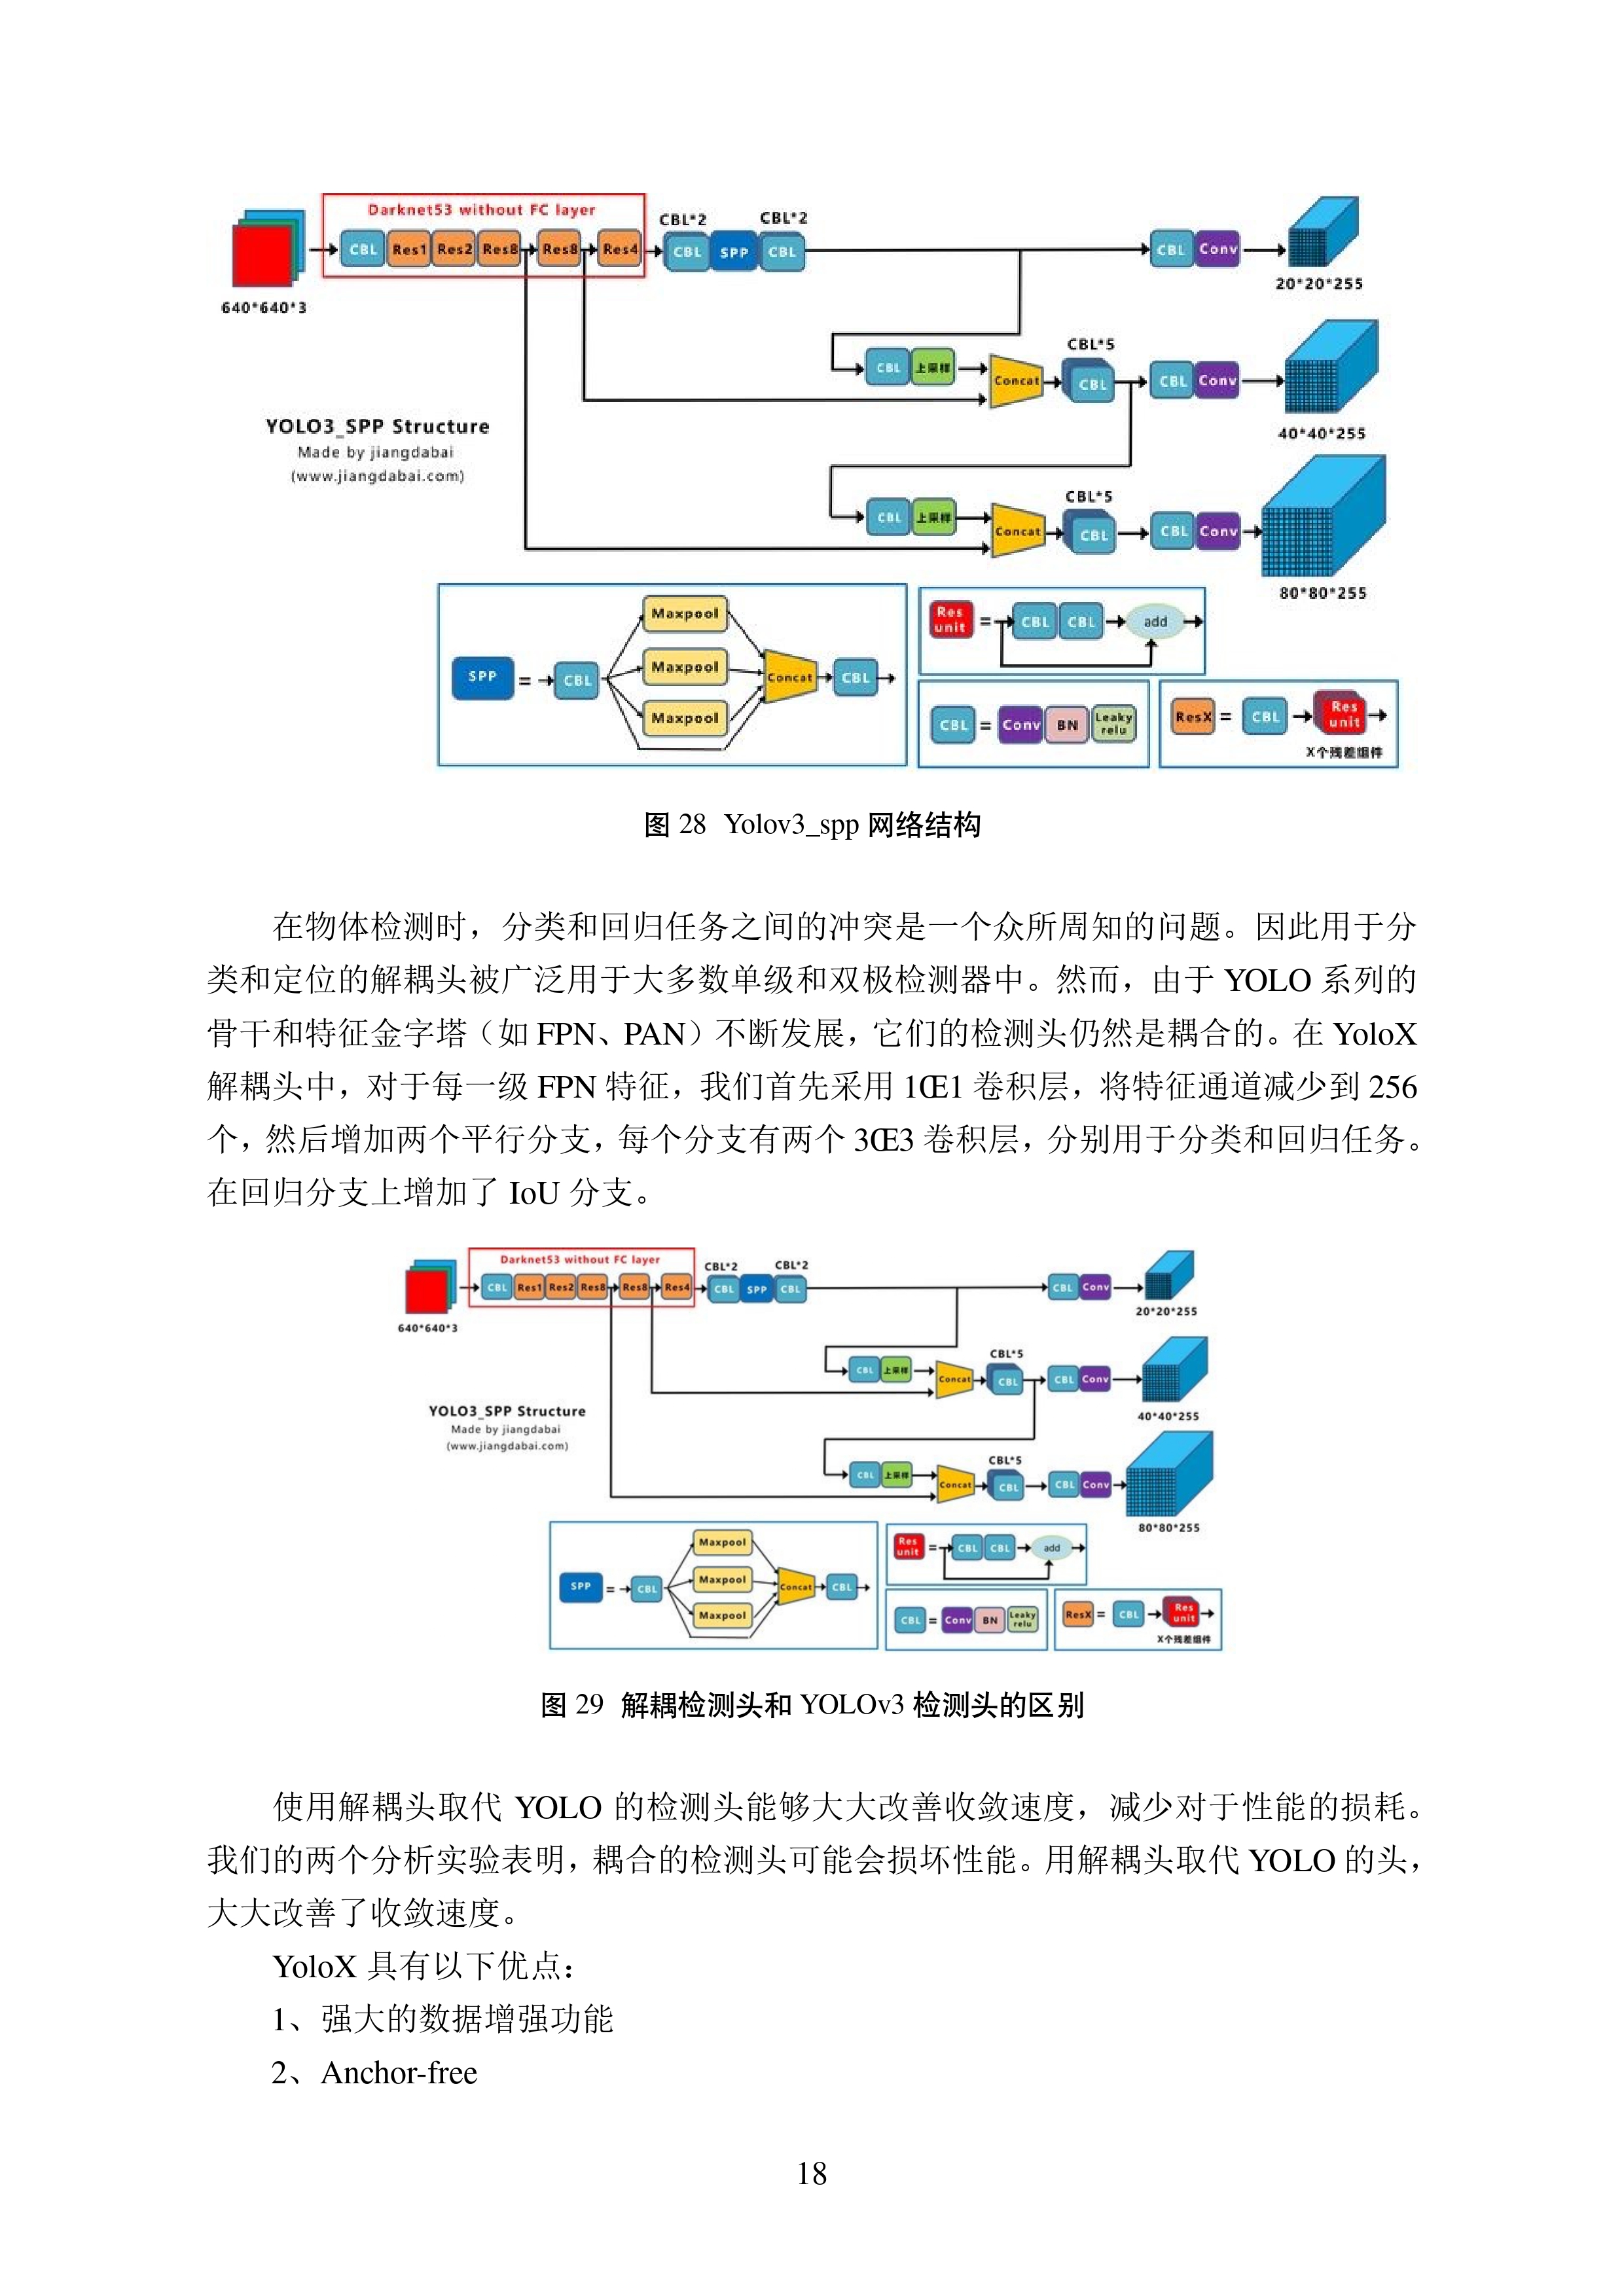 Darknet53 without FC layer
CBL*2 CBL*2
CBL Res1 Res2 Res8 Res8 Res4 CBL SPP CBL CBL Conv
20*20*255
640*640*3
CBL*5
CBL 上采样 Concat CBL CBL Conv
40*40*255
YOLO3_SPP Structure
Made by jiangdabai
(www.jiangdabai.com)
CBL*5
CBL 上采样 Concat CBL CBL Conv
80*80*255
Maxpool
SPP = CBL Maxpool Concat CBL
Maxpool
Res unit = CBL CBL add
CBL = Conv BN Leaky relu
ResX = CBL Res unit
X个残差组件
图 28 Yolov3_spp 网络结构
在物体检测时，分类和回归任务之间的冲突是一个众所周知的问题。因此用于分
类和定位的解耦头被广泛用于大多数单级和双极检测器中。然而，由于 YOLO 系列的
骨干和特征金字塔（如 FPN、PAN）不断发展，它们的检测头仍然是耦合的。在 YoloX
解耦头中，对于每一级 FPN 特征，我们首先采用 1Œ1 卷积层，将特征通道减少到 256
个，然后增加两个平行分支，每个分支有两个 3Œ3 卷积层，分别用于分类和回归任务。
在回归分支上增加了 IoU 分支。
Darknet53 without FC layer
CBL*2 CBL*2
CBL Res1 Res2 Res8 Res8 Res4 CBL SPP CBL CBL Conv
20*20*255
640*640*3
CBL*5
CBL 上采样 Concat CBL CBL Conv
40*40*255
YOLO3_SPP Structure
Made by jiangdabai
(www.jiangdabai.com)
CBL*5
CBL 上采样 Concat CBL CBL Conv
80*80*255
Maxpool
SPP = CBL Maxpool Concat CBL
Maxpool
Res unit = CBL CBL add
CBL = Conv BN Leaky relu
ResX = CBL Res unit
X个残差组件
图 29 解耦检测头和 YOLOv3 检测头的区别
使用解耦头取代 YOLO 的检测头能够大大改善收敛速度，减少对于性能的损耗。
我们的两个分析实验表明，耦合的检测头可能会损坏性能。用解耦头取代 YOLO 的头，
大大改善了收敛速度。
YoloX 具有以下优点：
1、强大的数据增强功能
2、Anchor-free
18